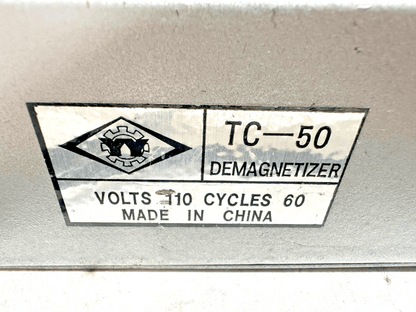 TC—50
DEMAGNETIZER
VOLTS 110 CYCLES 60
MADE IN CHINA